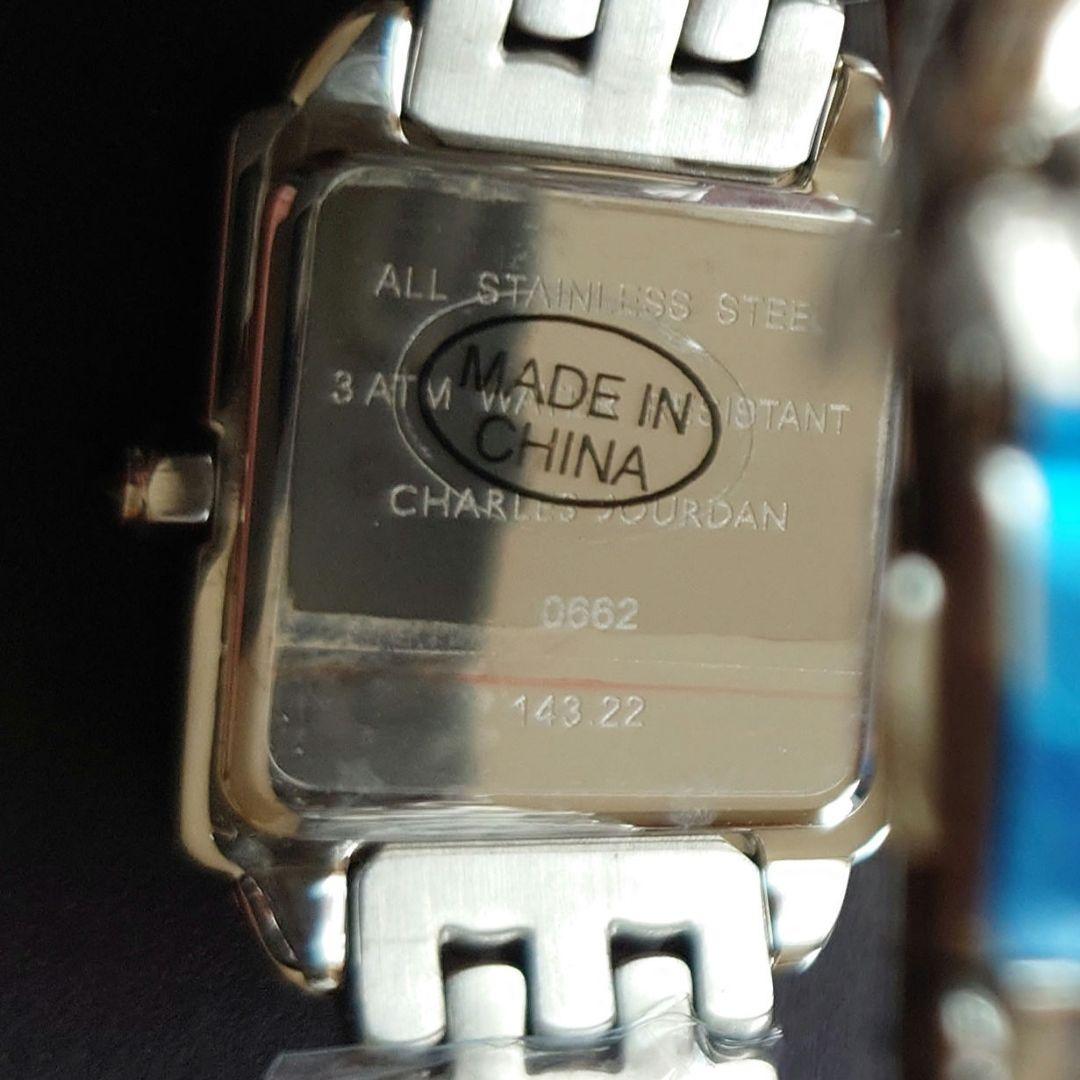 ALL STAINLESS STEEL
3 ATM WATER RESISTANT
MADE IN
CHINA
CHARLES JOURDAN
0662
143.22